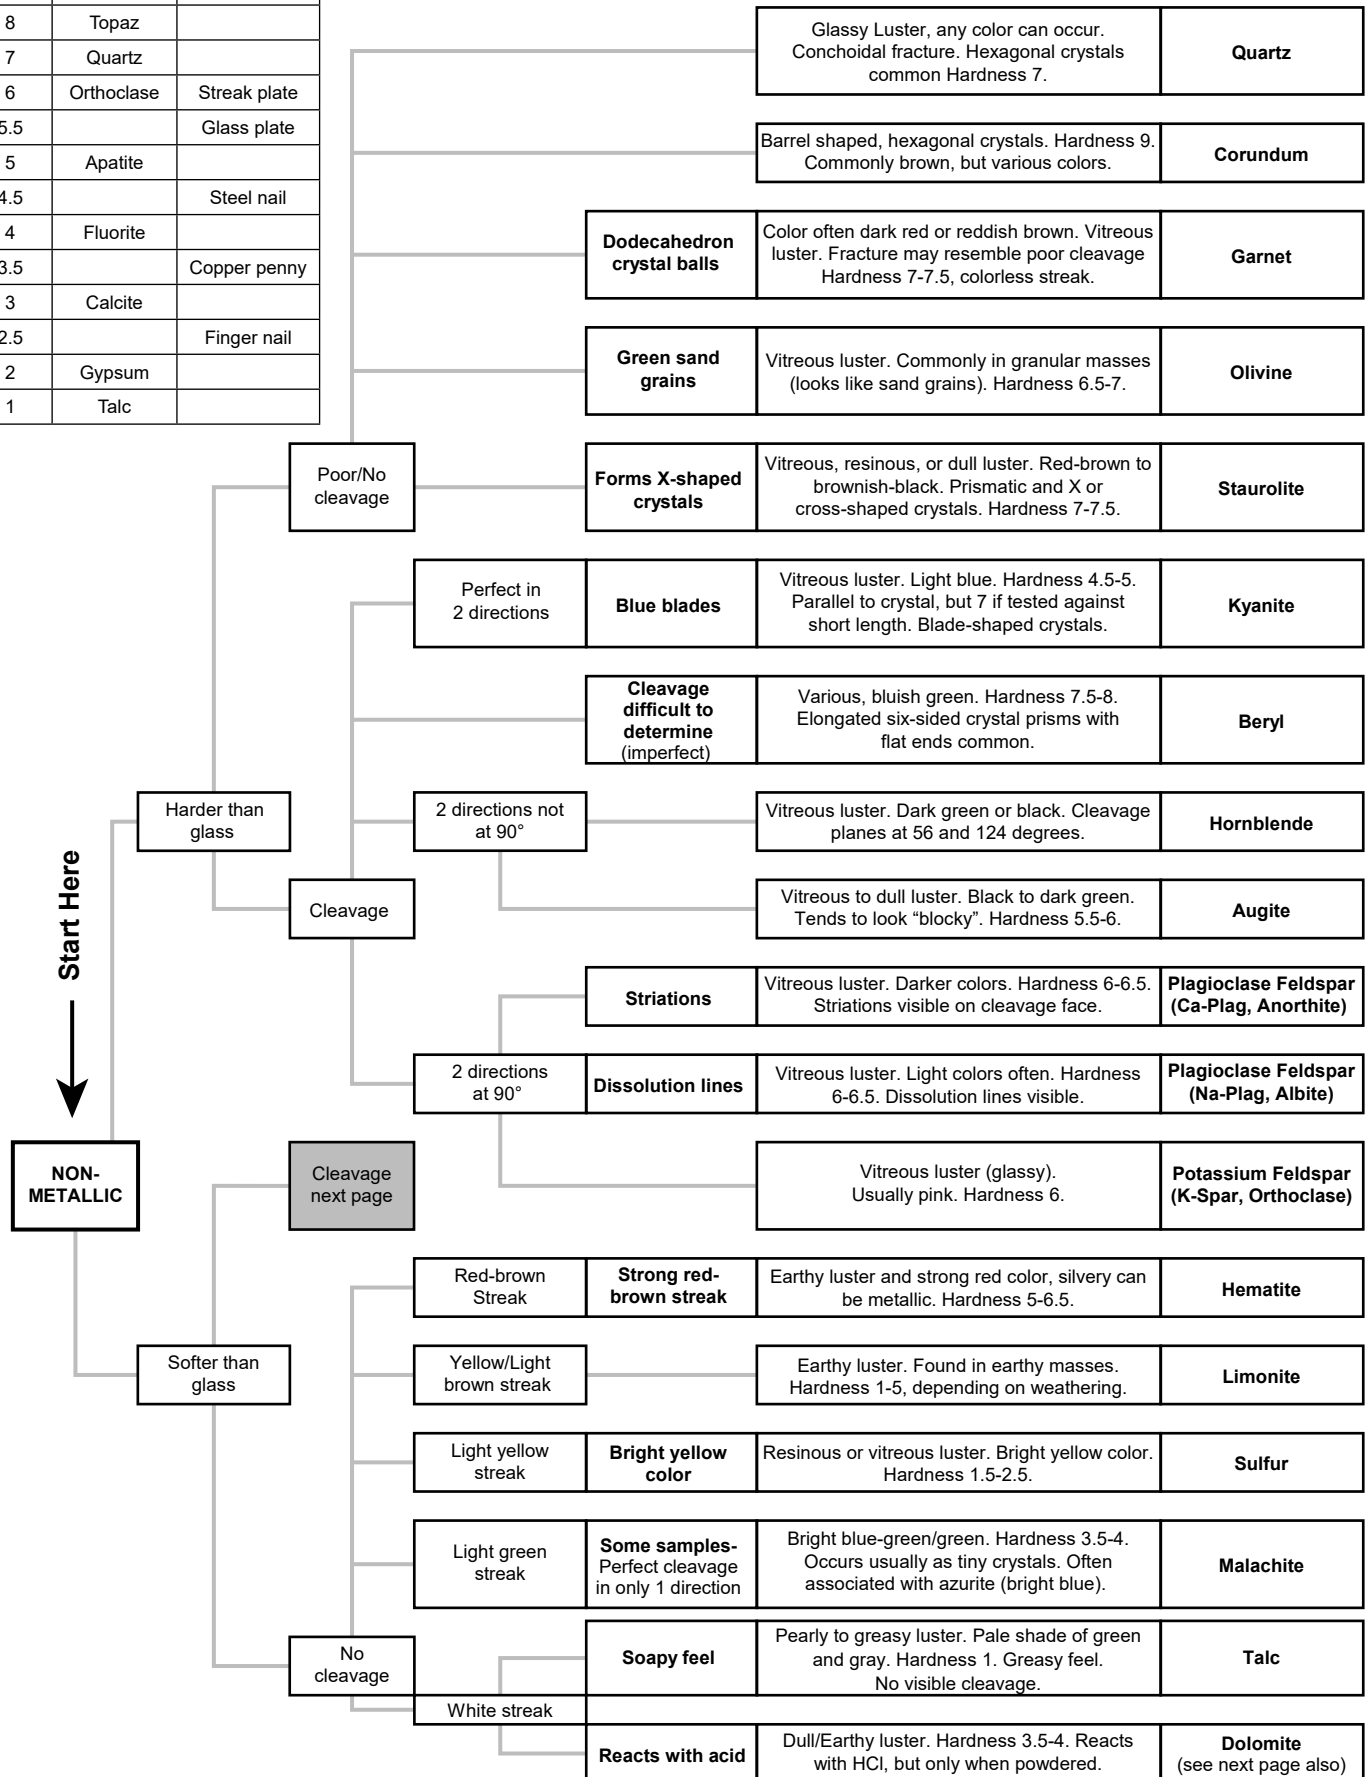 8 Topaz
7 Quartz
6 Orthoclase Streak plate
5.5 Glass plate
5 Apatite
4.5 Steel nail
4 Fluorite
3.5 Copper penny
3 Calcite
2.5 Finger nail
2 Gypsum
1 Talc
Glassy Luster, any color can occur.
Conchoidal fracture. Hexagonal crystals
common Hardness 7.
Quartz
Barrel shaped, hexagonal crystals. Hardness 9.
Commonly brown, but various colors.
Corundum
Dodecahedron
crystal balls
Color often dark red or reddish brown. Vitreous
luster. Fracture may resemble poor cleavage
Hardness 7-7.5, colorless streak.
Garnet
Green sand
grains
Vitreous luster. Commonly in granular masses
(looks like sand grains). Hardness 6.5-7.
Olivine
Poor/No
cleavage
Forms X-shaped
crystals
Vitreous, resinous, or dull luster. Red-brown to
brownish-black. Prismatic and X or
cross-shaped crystals. Hardness 7-7.5.
Staurolite
Perfect in
2 directions
Blue blades
Vitreous luster. Light blue. Hardness 4.5-5.
Parallel to crystal, but 7 if tested against
short length. Blade-shaped crystals.
Kyanite
Cleavage
difficult to
determine
(imperfect)
Various, bluish green. Hardness 7.5-8.
Elongated six-sided crystal prisms with
flat ends common.
Beryl
Harder than
glass
2 directions not
at 90°
Vitreous luster. Dark green or black. Cleavage
planes at 56 and 124 degrees.
Hornblende
Start Here
Cleavage
Vitreous to dull luster. Black to dark green.
Tends to look “blocky”. Hardness 5.5-6.
Augite
Striations
Vitreous luster. Darker colors. Hardness 6-6.5.
Striations visible on cleavage face.
Plagioclase Feldspar
(Ca-Plag, Anorthite)
2 directions
at 90°
Dissolution lines
Vitreous luster. Light colors often. Hardness
6-6.5. Dissolution lines visible.
Plagioclase Feldspar
(Na-Plag, Albite)
NON-
METALLIC
Cleavage
next page
Vitreous luster (glassy).
Usually pink. Hardness 6.
Potassium Feldspar
(K-Spar, Orthoclase)
Red-brown
Streak
Strong red-
brown streak
Earthy luster and strong red color, silvery can
be metallic. Hardness 5-6.5.
Hematite
Softer than
glass
Yellow/Light
brown streak
Earthy luster. Found in earthy masses.
Hardness 1-5, depending on weathering.
Limonite
Light yellow
streak
Bright yellow
color
Resinous or vitreous luster. Bright yellow color.
Hardness 1.5-2.5.
Sulfur
Light green
streak
Some samples-
Perfect cleavage
in only 1 direction
Bright blue-green/green. Hardness 3.5-4.
Occurs usually as tiny crystals. Often
associated with azurite (bright blue).
Malachite
No
cleavage
Soapy feel
Pearly to greasy luster. Pale shade of green
and gray. Hardness 1. Greasy feel.
No visible cleavage.
Talc
White streak
Reacts with acid
Dull/Earthy luster. Hardness 3.5-4. Reacts
with HCl, but only when powdered.
Dolomite
(see next page also)